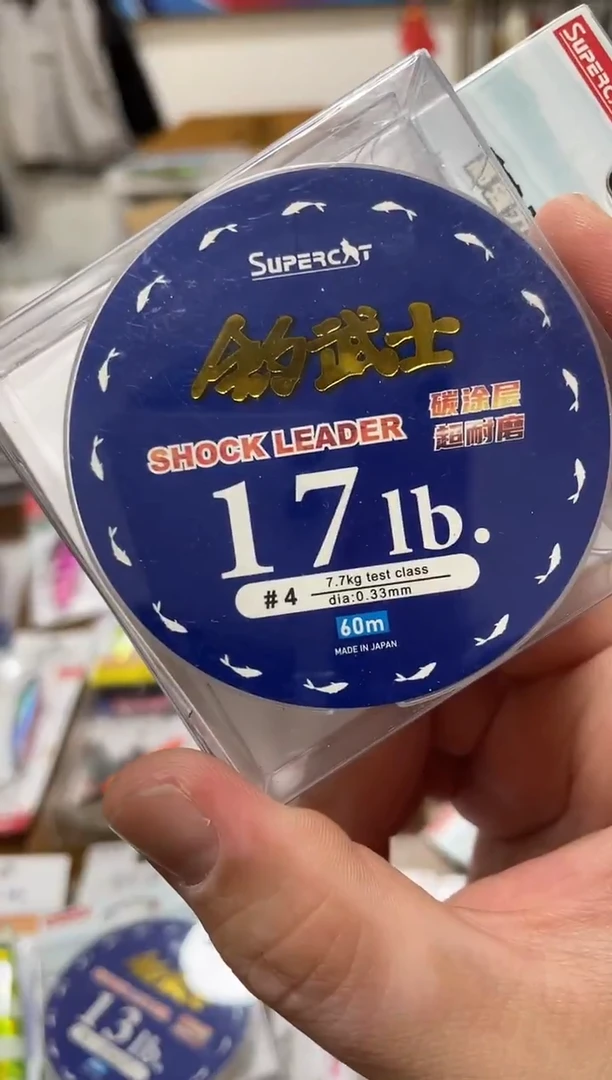 SUPERCAT
钓武士
SHOCK LEADER
碳涂层
超耐磨
17 lb.
#4
7.7kg test class
dia:0.33mm
60m
MADE IN JAPAN
13 lb.